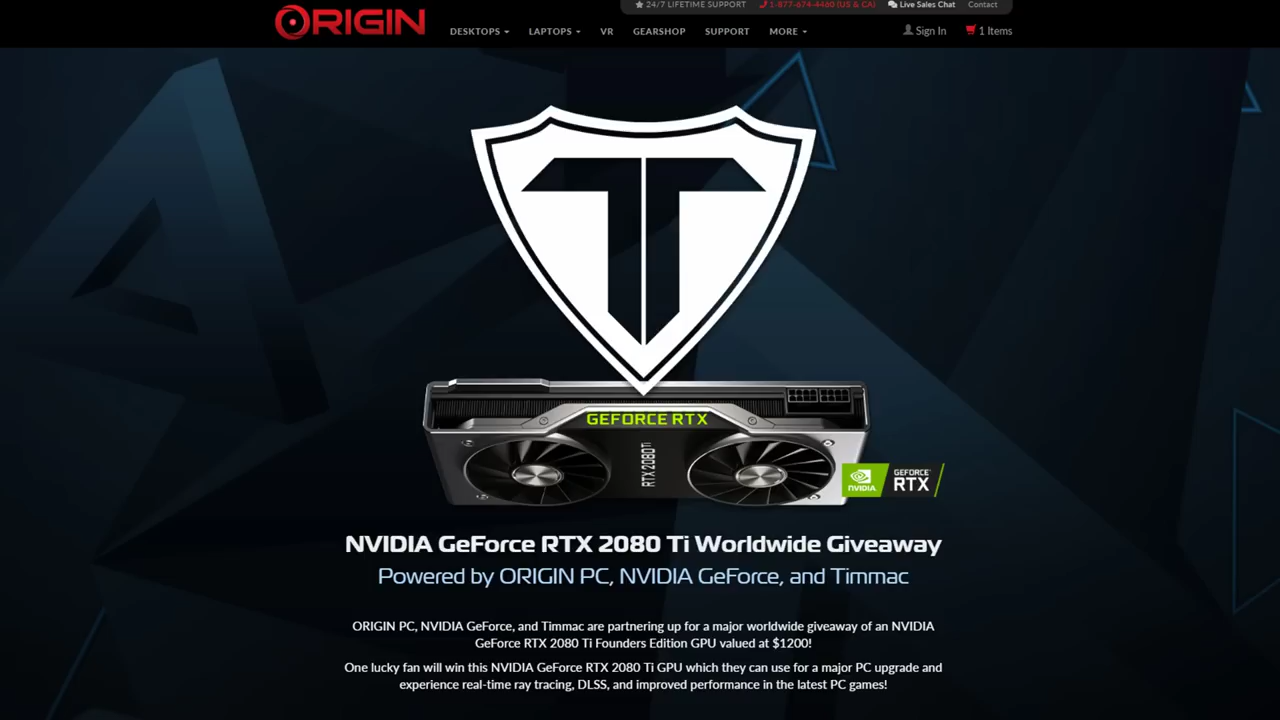 24/7 LIFETIME SUPPORT 1-877-674-4460 (US & CA) Live Sales Chat Contact
ORIGIN
DESKTOPS LAPTOPS VR GEARSHOP SUPPORT MORE Sign In 1 Items
T
GEFORCE RTX
RTX 2080 Ti
NVIDIA
GEFORCE
RTX
NVIDIA GeForce RTX 2080 Ti Worldwide Giveaway
Powered by ORIGIN PC, NVIDIA GeForce, and Timmac
ORIGIN PC, NVIDIA GeForce, and Timmac are partnering up for a major worldwide giveaway of an NVIDIA
GeForce RTX 2080 Ti Founders Edition GPU valued at $1200!
One lucky fan will win this NVIDIA GeForce RTX 2080 Ti GPU which they can use for a major PC upgrade and
experience real-time ray tracing, DLSS, and improved performance in the latest PC games!